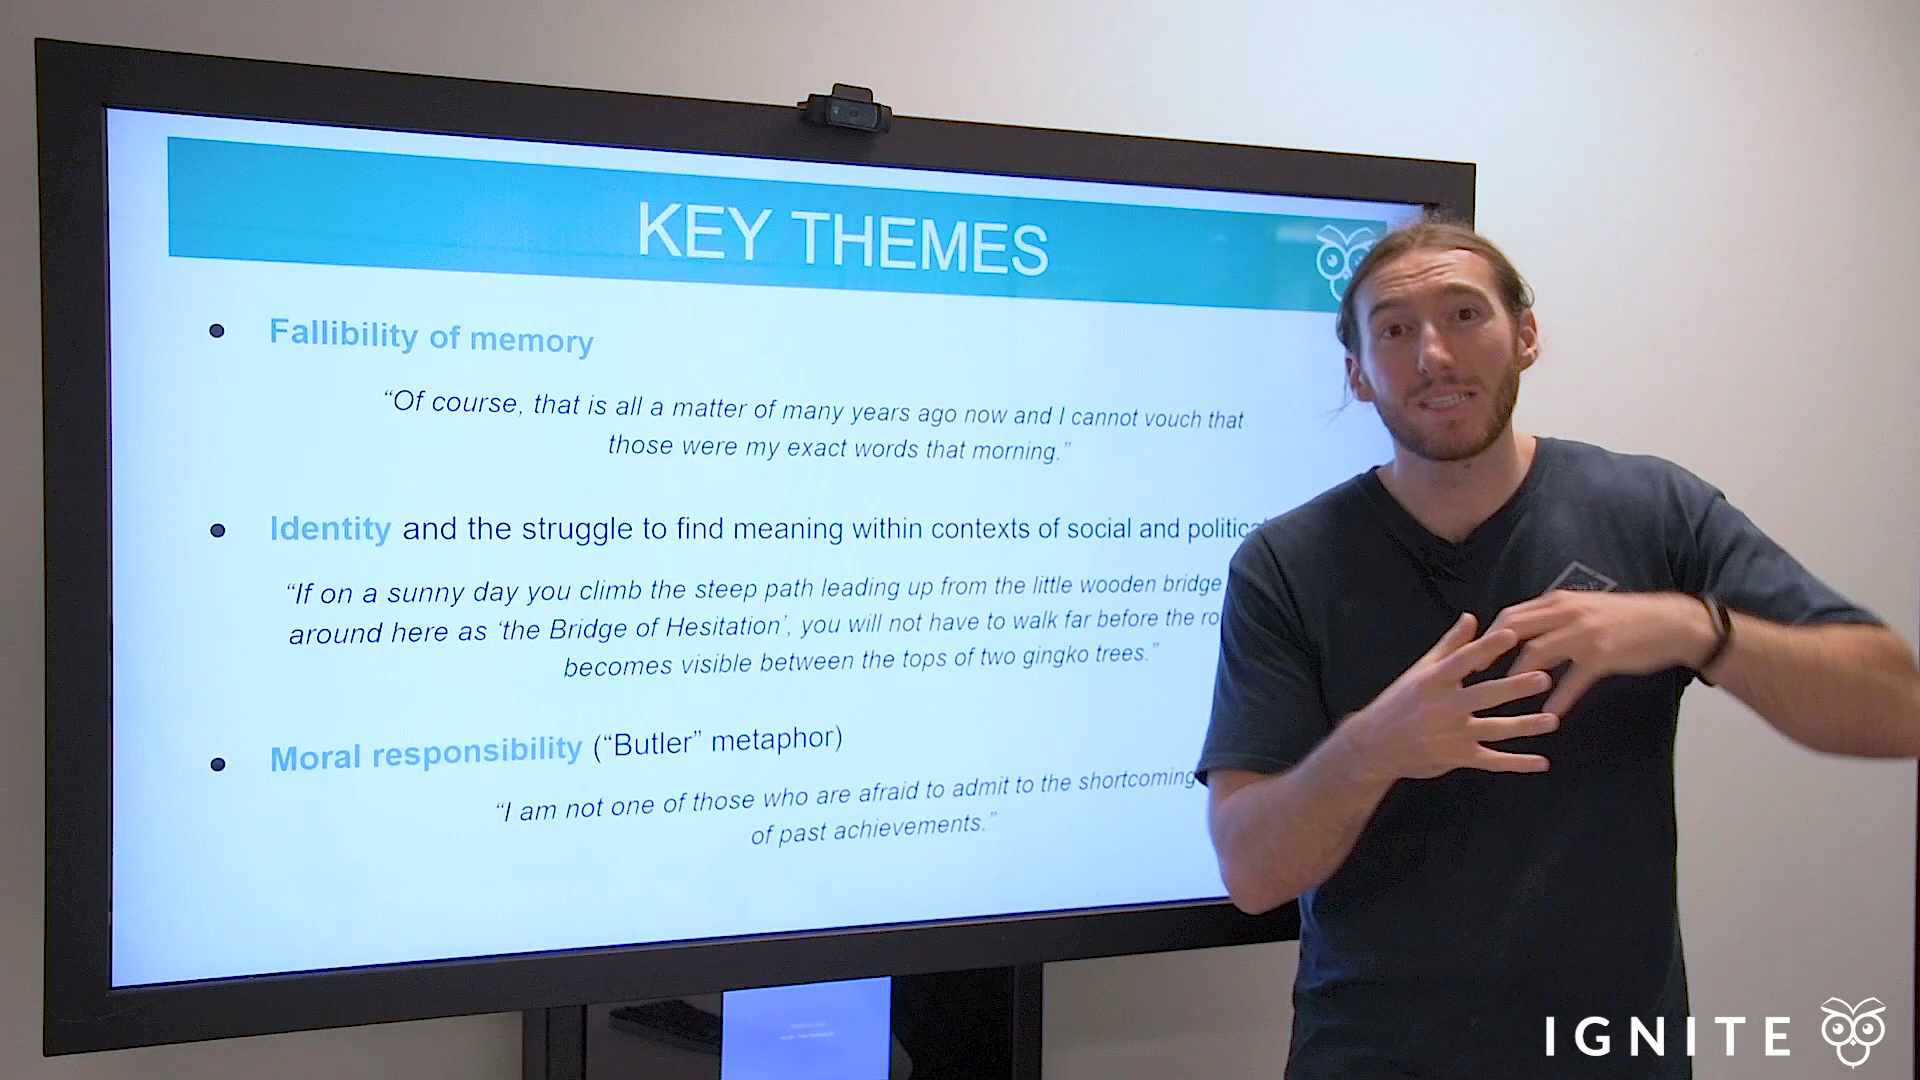 KEY THEMES
• Fallibility of memory
“Of course, that is all a matter of many years ago now and I cannot vouch that
those were my exact words that morning.”
• Identity and the struggle to find meaning within contexts of social and
“If on a sunny day you climb the steep path leading up from the little wooden bridge
around here as ‘the Bridge of Hesitation’, you will not have to walk far before the
becomes visible between the tops of two gingko trees.”
• Moral responsibility (“Butler” metaphor)
“I am not one of those who are afraid to admit to the
of past achievements.”
IGNITE